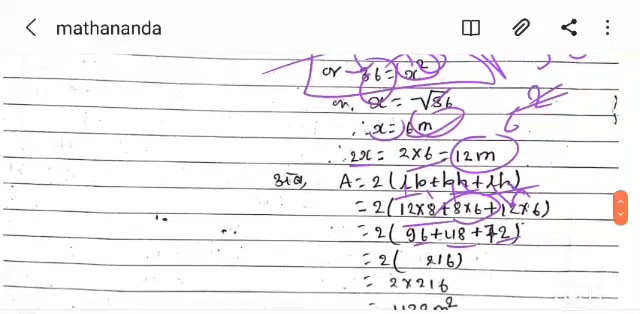 mathananda
or 36 = x²
or, x = √36
∴ x = 6m
∴ 2x = 2×6 = 12m
अब, A = 2(lb+bh+lh)
= 2(12×8+8×6+12×6)
= 2(96+48+72)
= 2( 216)
= 2×216